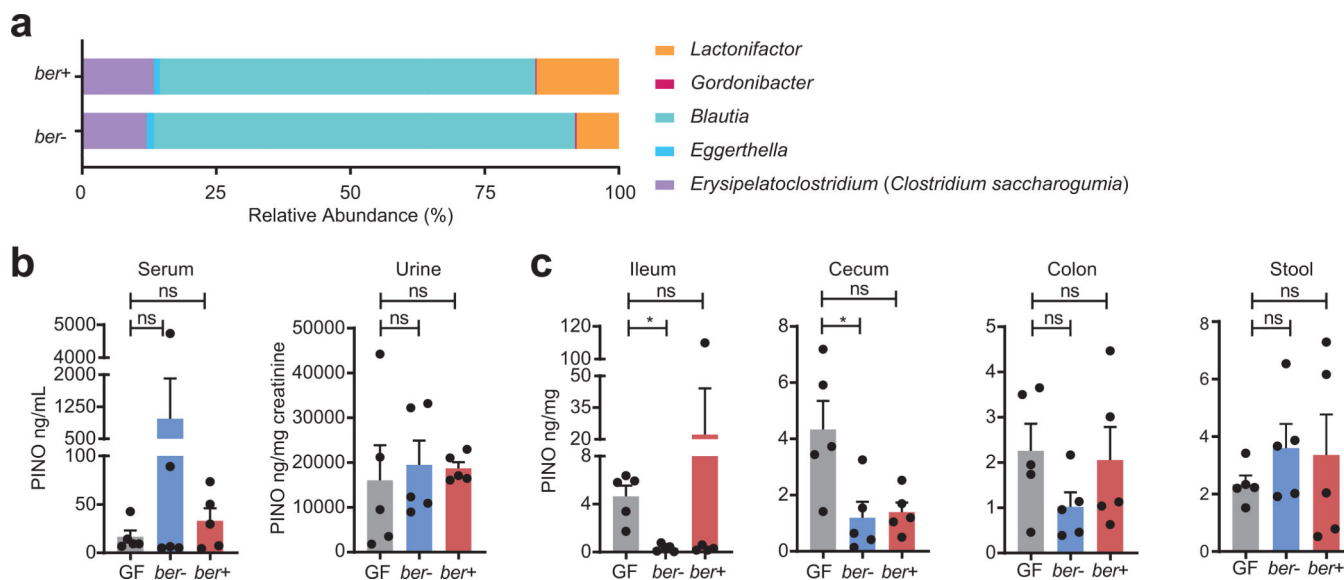 a
ber+
ber-
0 25 50 75 100
Relative Abundance (%)
Lactonifactor
Gordonibacter
Blautia
Eggerthella
Erysipelatoclostridium (Clostridium saccharogumia)
b
Serum
ns
ns
PINO ng/mL
5000
4000
2000
1250
500
100
50
0
GF ber- ber+
Urine
ns
ns
PINO ng/mg creatinine
50000
40000
30000
20000
10000
0
GF ber- ber+
c
Ileum
ns
*
PINO ng/mg
120
100
50
20
8
4
0
GF ber- ber+
Cecum
ns
*
8
6
4
2
0
GF ber- ber+
Colon
ns
ns
5
4
3
2
1
0
GF ber- ber+
Stool
ns
ns
8
6
4
2
0
GF ber- ber+